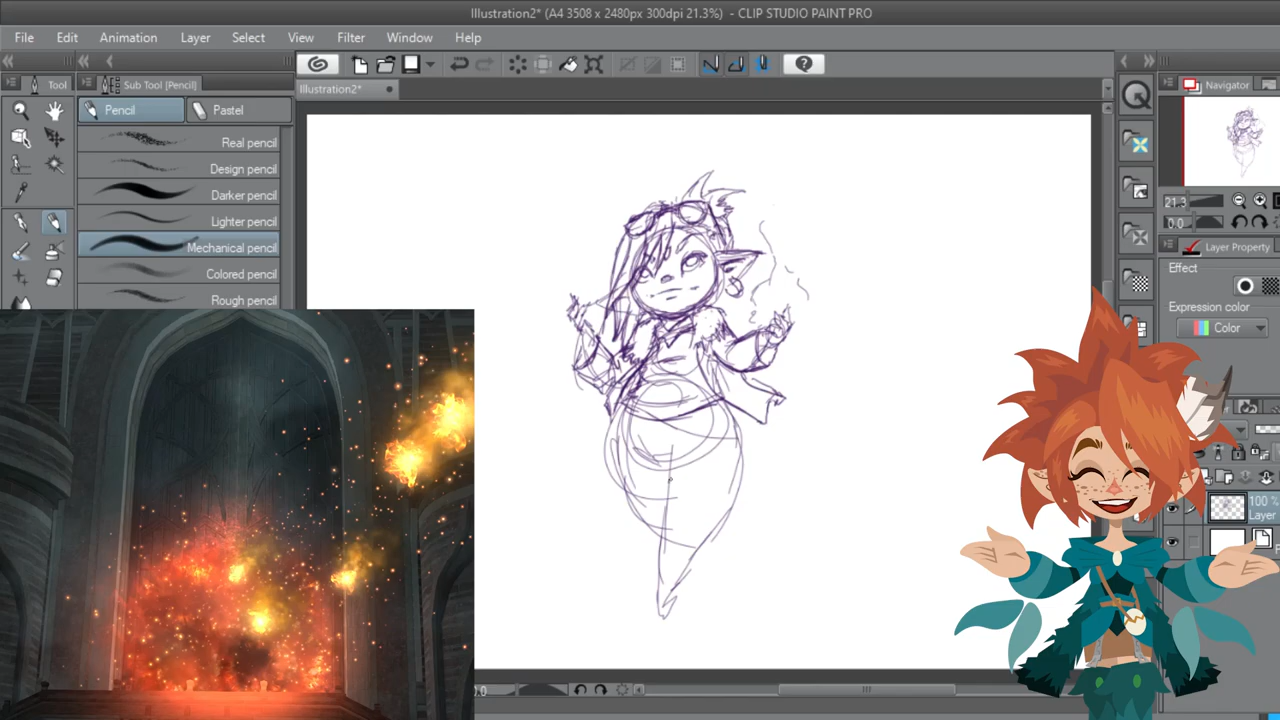 Illustration2* (A4 3508 x 2480px 300dpi 21.3%) - CLIP STUDIO PAINT PRO
File Edit Animation Layer Select View Filter Window Help
Tool
Sub Tool [Pencil]
Illustration2*
Navigator
Pencil
Pastel
Real pencil
Design pencil
Darker pencil
Lighter pencil
Mechanical pencil
Colored pencil
Rough pencil
21.3
0.0
Layer Property
Effect
Expression color
Color
100 %
Layer